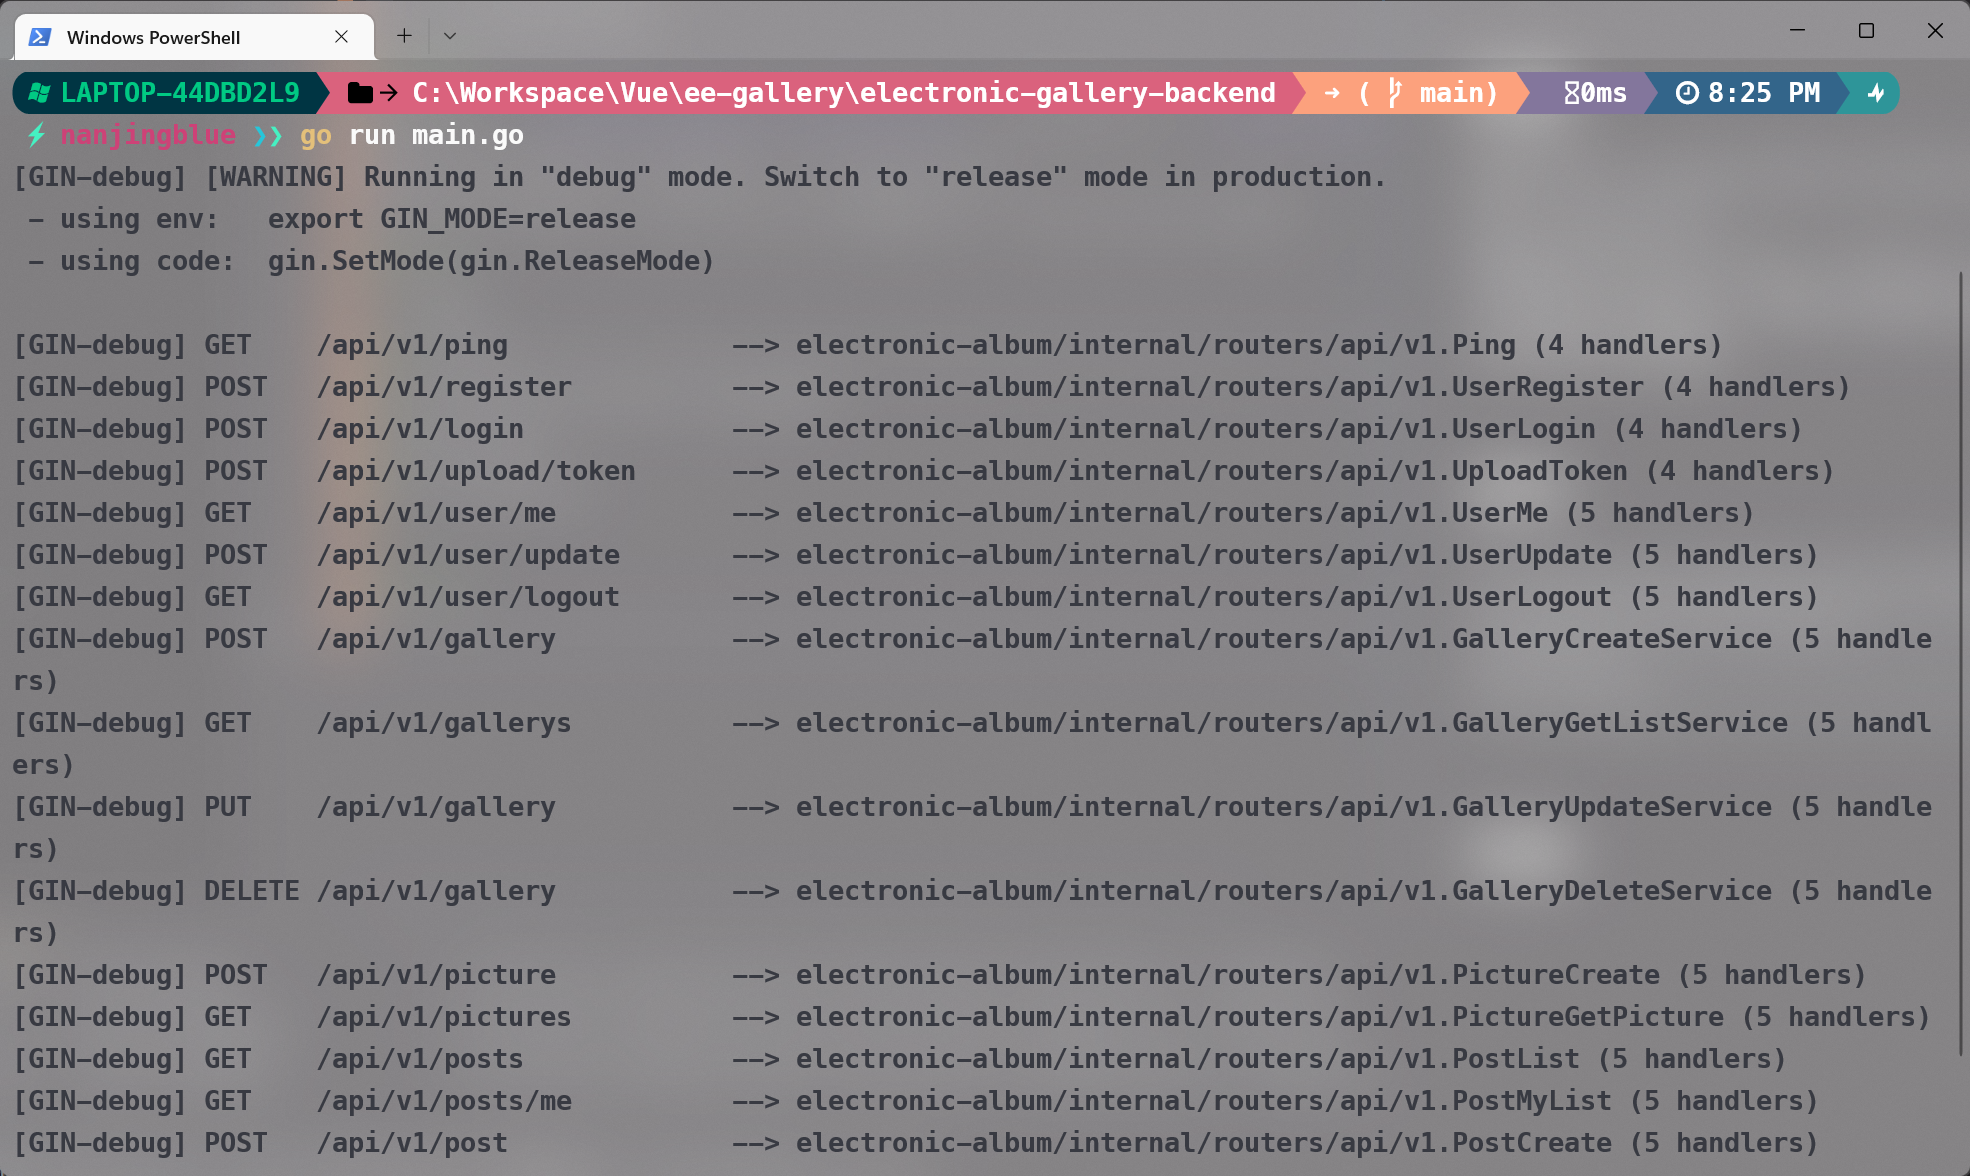 Windows PowerShell
LAPTOP-44DBD2L9 → C:\Workspace\Vue\ee-gallery\electronic-gallery-backend → ( main) 0ms 8:25 PM
nanjingblue ❯❯ go run main.go
[GIN-debug] [WARNING] Running in "debug" mode. Switch to "release" mode in production.
- using env:   export GIN_MODE=release
- using code:  gin.SetMode(gin.ReleaseMode)
[GIN-debug] GET    /api/v1/ping              --> electronic-album/internal/routers/api/v1.Ping (4 handlers)
[GIN-debug] POST   /api/v1/register          --> electronic-album/internal/routers/api/v1.UserRegister (4 handlers)
[GIN-debug] POST   /api/v1/login             --> electronic-album/internal/routers/api/v1.UserLogin (4 handlers)
[GIN-debug] POST   /api/v1/upload/token      --> electronic-album/internal/routers/api/v1.UploadToken (4 handlers)
[GIN-debug] GET    /api/v1/user/me           --> electronic-album/internal/routers/api/v1.UserMe (5 handlers)
[GIN-debug] POST   /api/v1/user/update       --> electronic-album/internal/routers/api/v1.UserUpdate (5 handlers)
[GIN-debug] GET    /api/v1/user/logout       --> electronic-album/internal/routers/api/v1.UserLogout (5 handlers)
[GIN-debug] POST   /api/v1/gallery           --> electronic-album/internal/routers/api/v1.GalleryCreateService (5 handle
rs)
[GIN-debug] GET    /api/v1/gallerys          --> electronic-album/internal/routers/api/v1.GalleryGetListService (5 handl
ers)
[GIN-debug] PUT    /api/v1/gallery           --> electronic-album/internal/routers/api/v1.GalleryUpdateService (5 handle
rs)
[GIN-debug] DELETE /api/v1/gallery           --> electronic-album/internal/routers/api/v1.GalleryDeleteService (5 handle
rs)
[GIN-debug] POST   /api/v1/picture           --> electronic-album/internal/routers/api/v1.PictureCreate (5 handlers)
[GIN-debug] GET    /api/v1/pictures          --> electronic-album/internal/routers/api/v1.PictureGetPicture (5 handlers)
[GIN-debug] GET    /api/v1/posts             --> electronic-album/internal/routers/api/v1.PostList (5 handlers)
[GIN-debug] GET    /api/v1/posts/me          --> electronic-album/internal/routers/api/v1.PostMyList (5 handlers)
[GIN-debug] POST   /api/v1/post              --> electronic-album/internal/routers/api/v1.PostCreate (5 handlers)